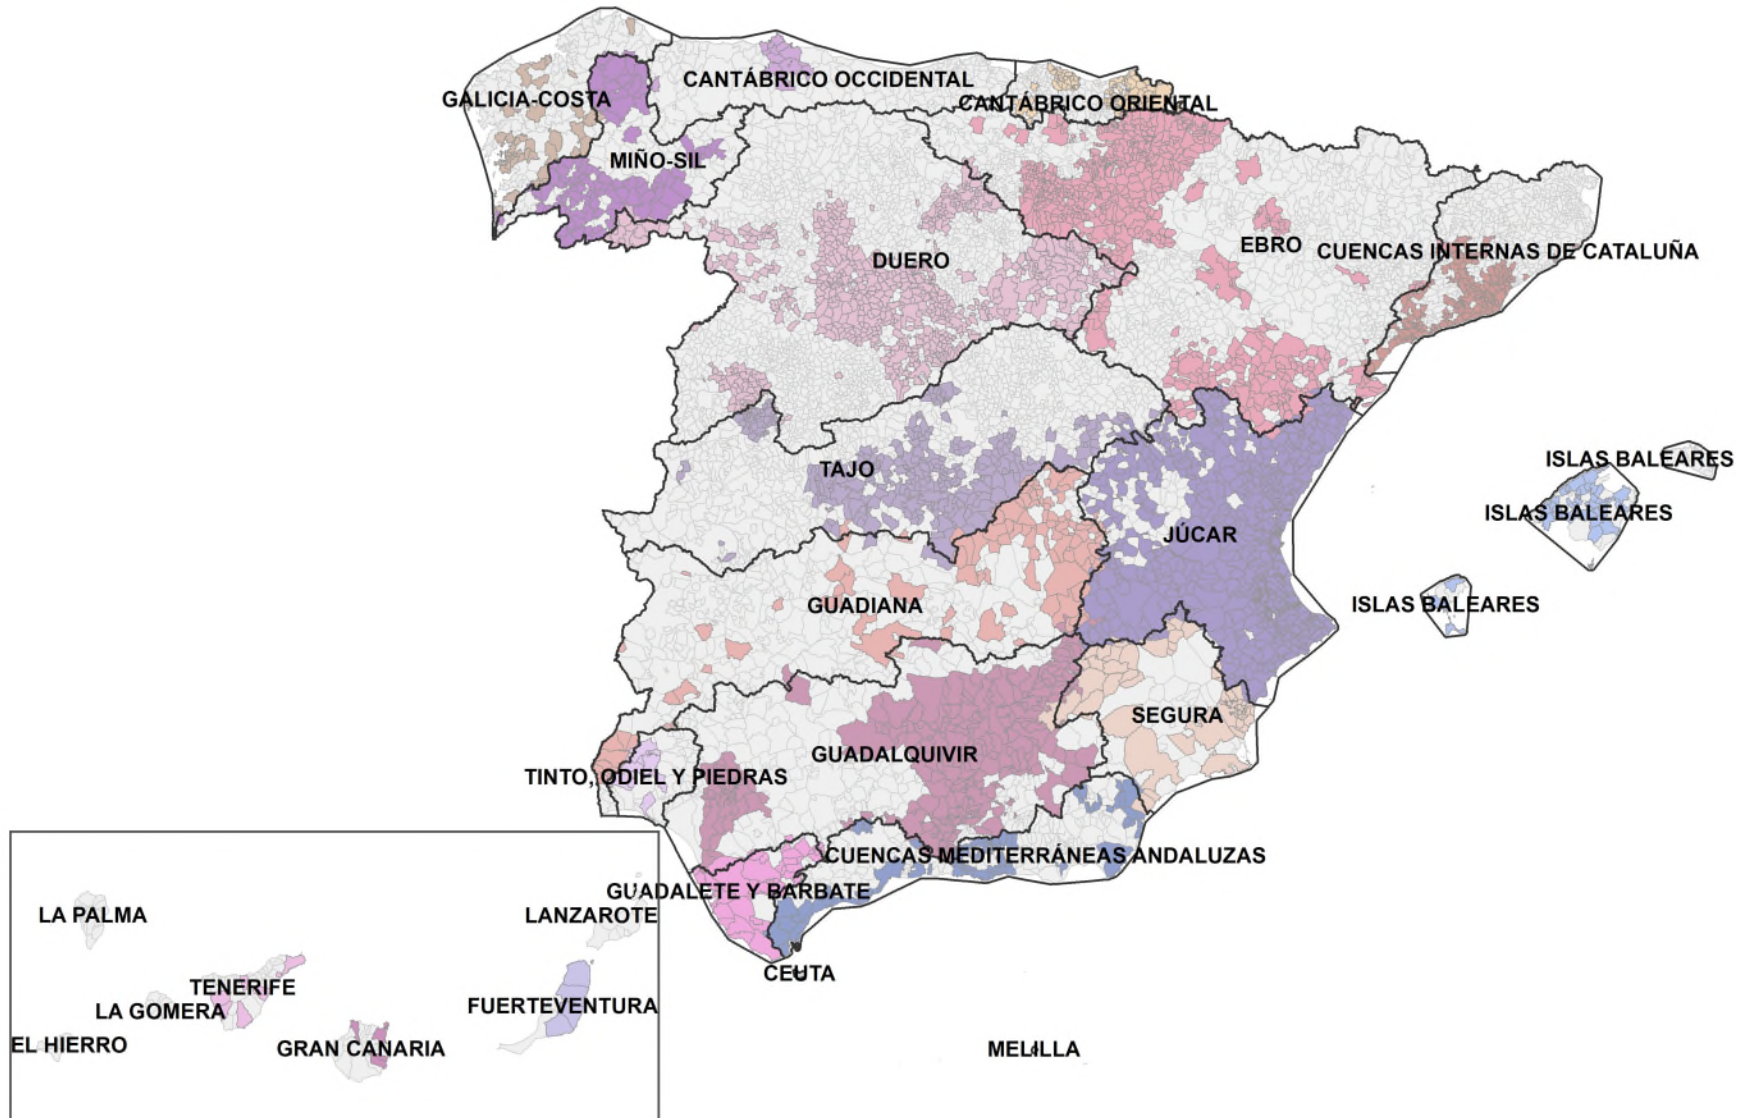 CANTÁBRICO OCCIDENTAL
GALICIA-COSTA
CANTÁBRICO ORIENTAL
MIÑO-SIL
EBRO
CUENCAS INTERNAS DE CATALUÑA
DUERO
ISLAS BALEARES
TAJO
ISLAS BALEARES
JÚCAR
GUADIANA
ISLAS BALEARES
SEGURA
GUADALQUIVIR
TINTO, ODIEL Y PIEDRAS
CUENCAS MEDITERRÁNEAS ANDALUZAS
GUADALETE Y BARBATE
LA PALMA
LANZAROTE
CEUTA
TENERIFE
FUERTEVENTURA
LA GOMERA
EL HIERRO
GRAN CANARIA
MELILLA